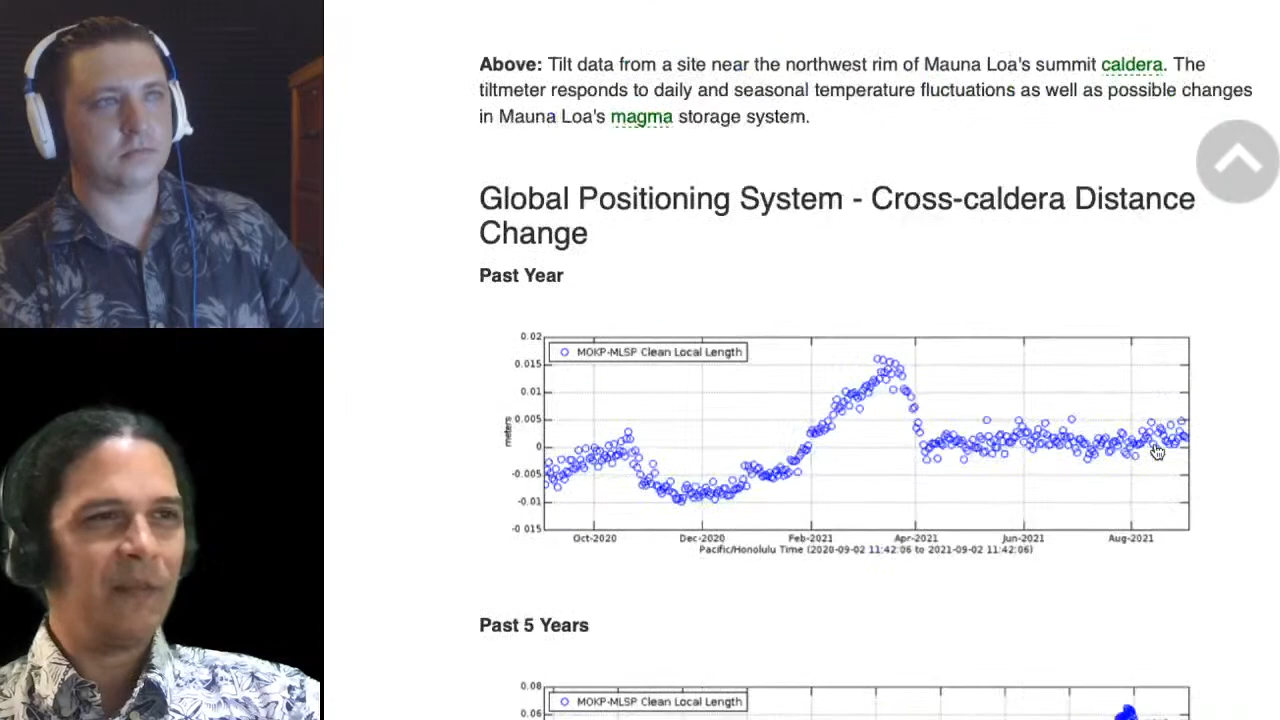 Above: Tilt data from a site near the northwest rim of Mauna Loa's summit caldera. The
tiltmeter responds to daily and seasonal temperature fluctuations as well as possible changes
in Mauna Loa's magma storage system.
Global Positioning System - Cross-caldera Distance
Change
Past Year
0.02
MOKP-MLSP Clean Local Length
0.015
0.01
0.005
meters
0
-0.005
-0.01
-0 015
Oct-2020 Dec-2020 Feb-2021 Apr-2021 Jun-2021 Aug-2021
Pacific/Honolulu Time (2020-09-02 11:42:06 to 2021-09-02 11:42:06)
Past 5 Years
0.08
MOKP-MLSP Clean Local Length
0.06